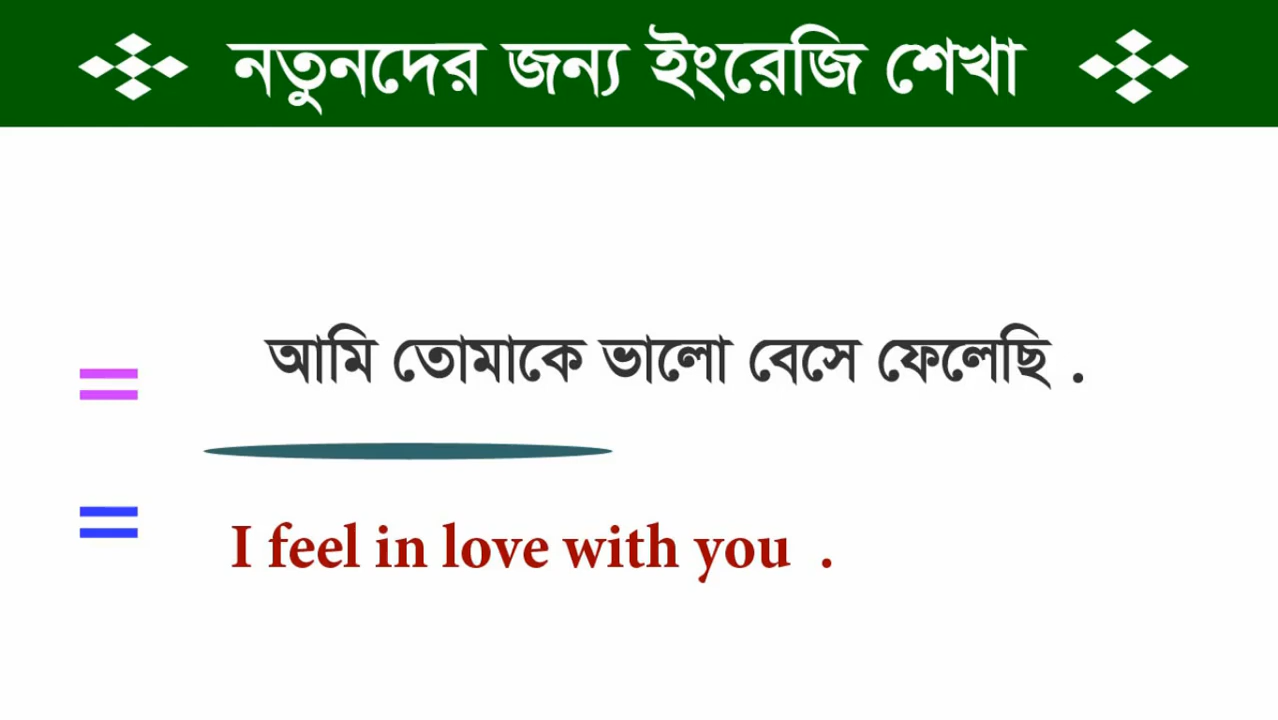 নতুনদের জন্য ইংরেজি শেখা
আমি তোমাকে ভালো বেসে ফেলেছি .
I feel in love with you .